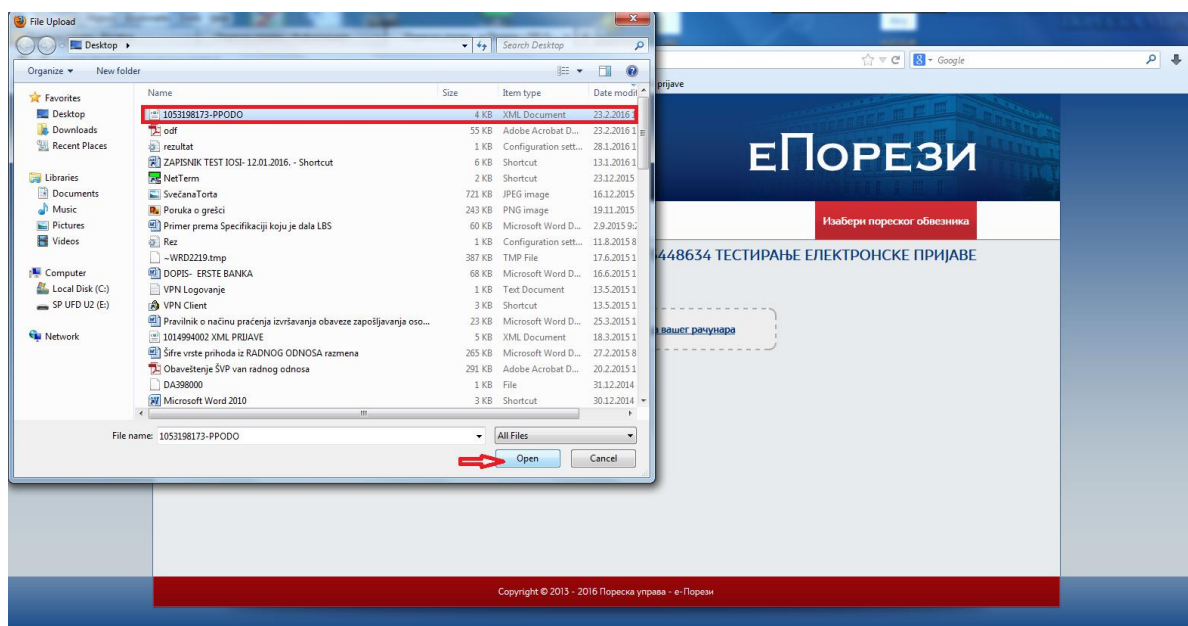 File Upload
Desktop
Search Desktop
Organize
New folder
Favorites
Desktop
Downloads
Recent Places
Libraries
Documents
Music
Pictures
Videos
Computer
Local Disk (C:)
SP UFD U2 (E:)
Network
Name Size Item type Date modif
1053198173-PPODO 4 KB XML Document 23.2.2016 1
odf 55 KB Adobe Acrobat D... 23.2.2016 1
rezultat 1 KB Configuration sett... 28.1.2016 1
ZAPISNIK TEST IOSI- 12.01.2016. - Shortcut 6 KB Shortcut 13.1.2016 1
NetTerm 2 KB Shortcut 23.12.2015
SvečanaTorta 721 KB JPEG image 16.12.2015
Poruka o grešci 243 KB PNG image 19.11.2015
Primer prema Specifikaciji koju je dala LBS 60 KB Microsoft Word D... 2.9.2015 9:2
Rez 1 KB Configuration sett... 11.8.2015 8
~WRD2219.tmp 387 KB TMP File 17.6.2015 1
DOPIS- ERSTE BANKA 68 KB Microsoft Word D... 16.6.2015 1
VPN Logovanje 1 KB Text Document 13.5.2015 1
VPN Client 3 KB Shortcut 13.5.2015 1
Pravilnik o načinu praćenja izvršavanja obaveze zapošljavanja oso... 23 KB Microsoft Word D... 25.3.2015 1
1014994002 XML PRIJAVE 5 KB XML Document 18.3.2015 1
Šifre vrste prihoda iz RADNOG ODNOSA razmena 265 KB Microsoft Word D... 27.2.2015 8
Obaveštenje ŠVP van radnog odnosa 291 KB Adobe Acrobat D... 20.2.2015 1
DA398000 1 KB File 31.12.2014
Microsoft Word 2010 3 KB Shortcut 30.12.2014
File name: 1053198173-PPODO
All Files
Open
Cancel
Google
prijave
еПорези
Изабери пореског обвезника
448634 ТЕСТИРАЊЕ ЕЛЕКТРОНСКЕ ПРИЈАВЕ
вашег рачунара
Copyright © 2013 - 2016 Пореска управа - е-Порези